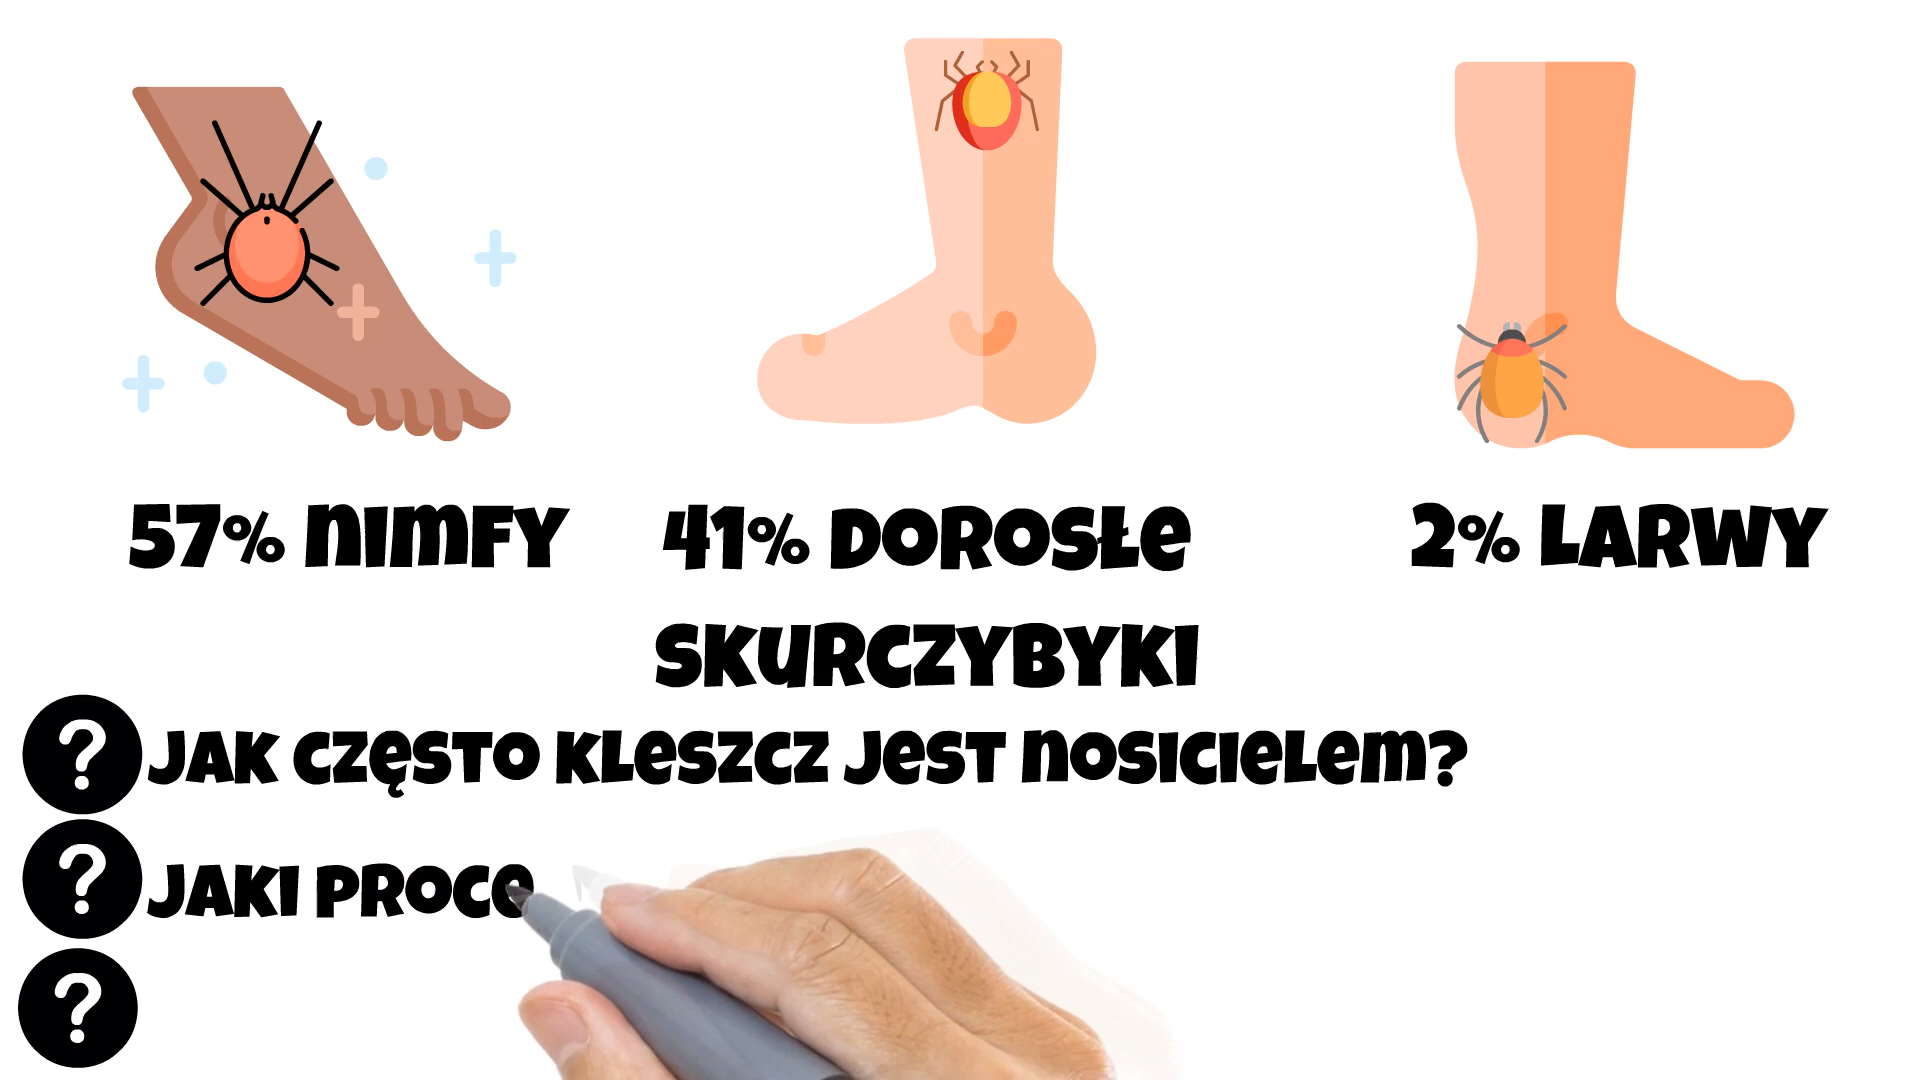 57% NIMFY
41% DOROSŁE
SKURCZYBYKI
2% LARWY
? JAK CZĘSTO KLESZCZ JEST NOSICIELEM?
? JAKI PROCE
?